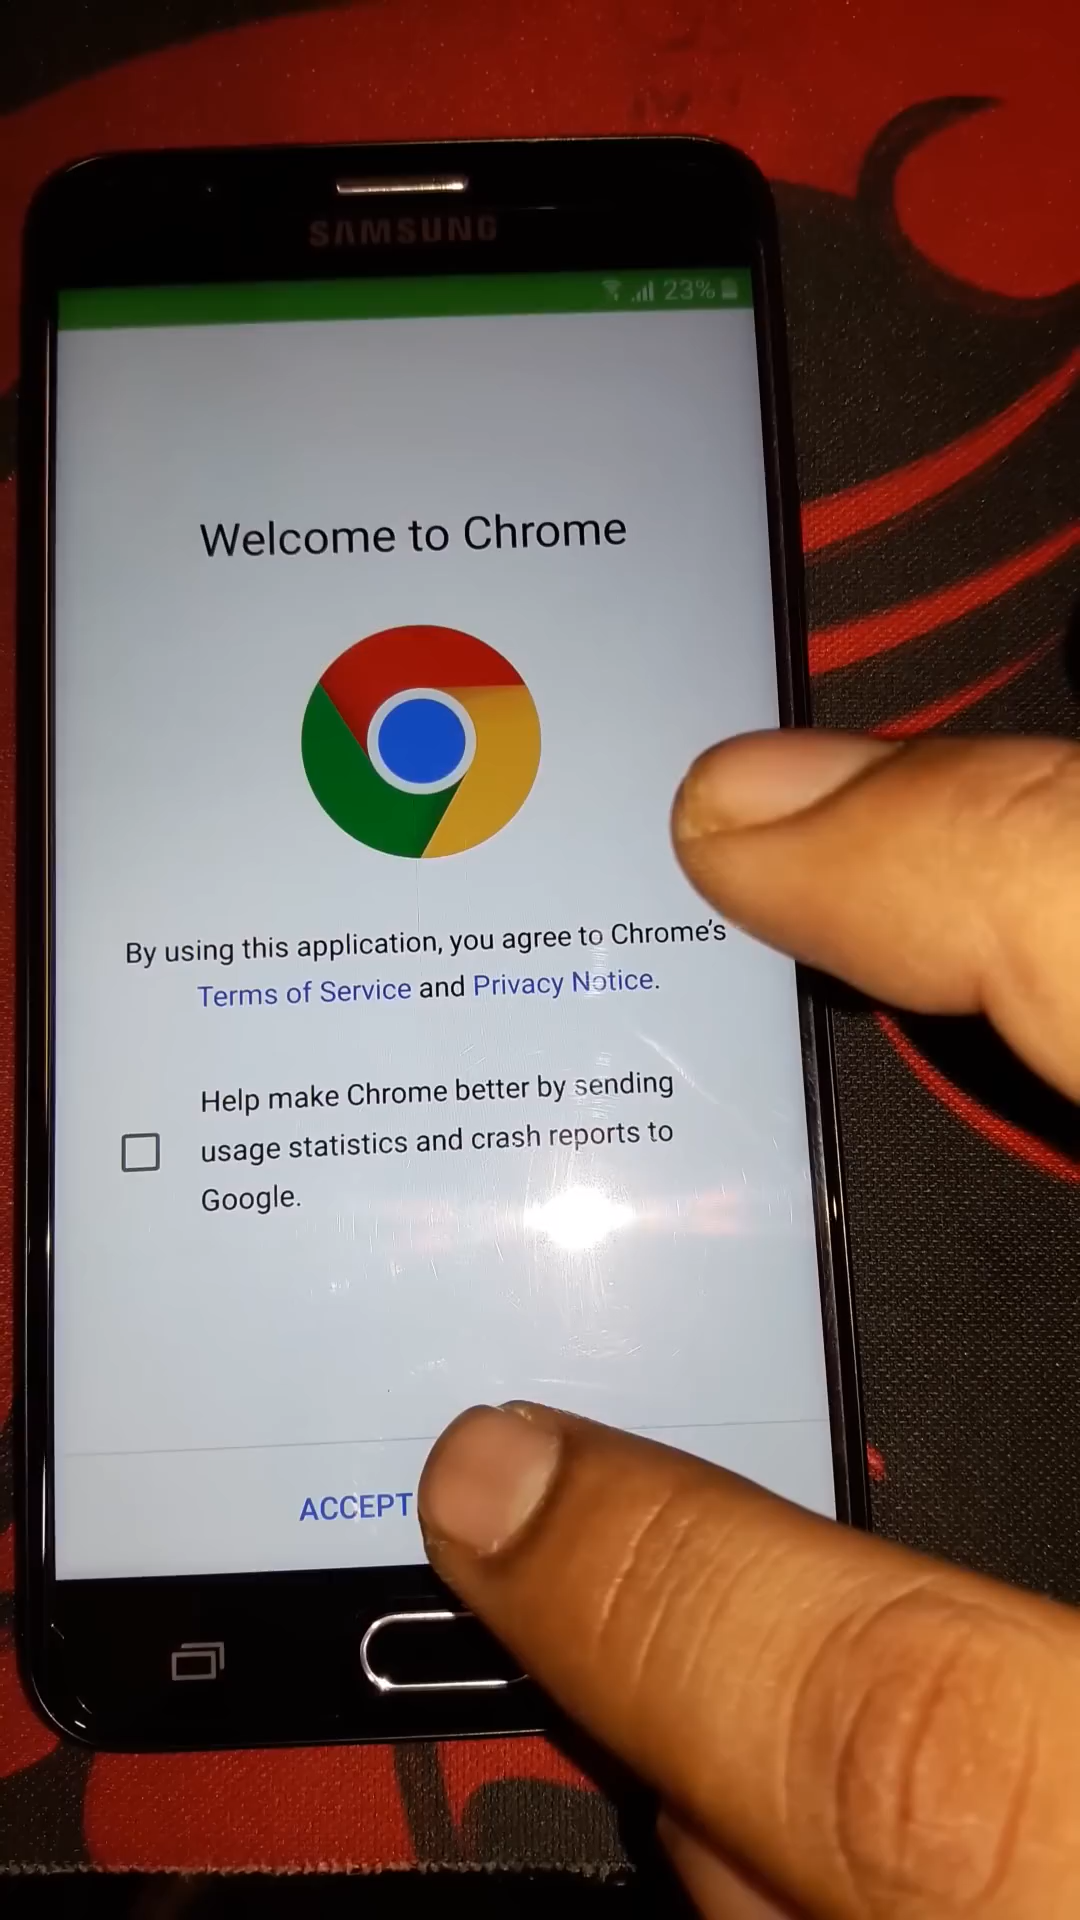 SAMSUNG
23%
Welcome to Chrome
By using this application, you agree to Chrome's
Terms of Service and Privacy Notice.
Help make Chrome better by sending
usage statistics and crash reports to
Google.
ACCEPT